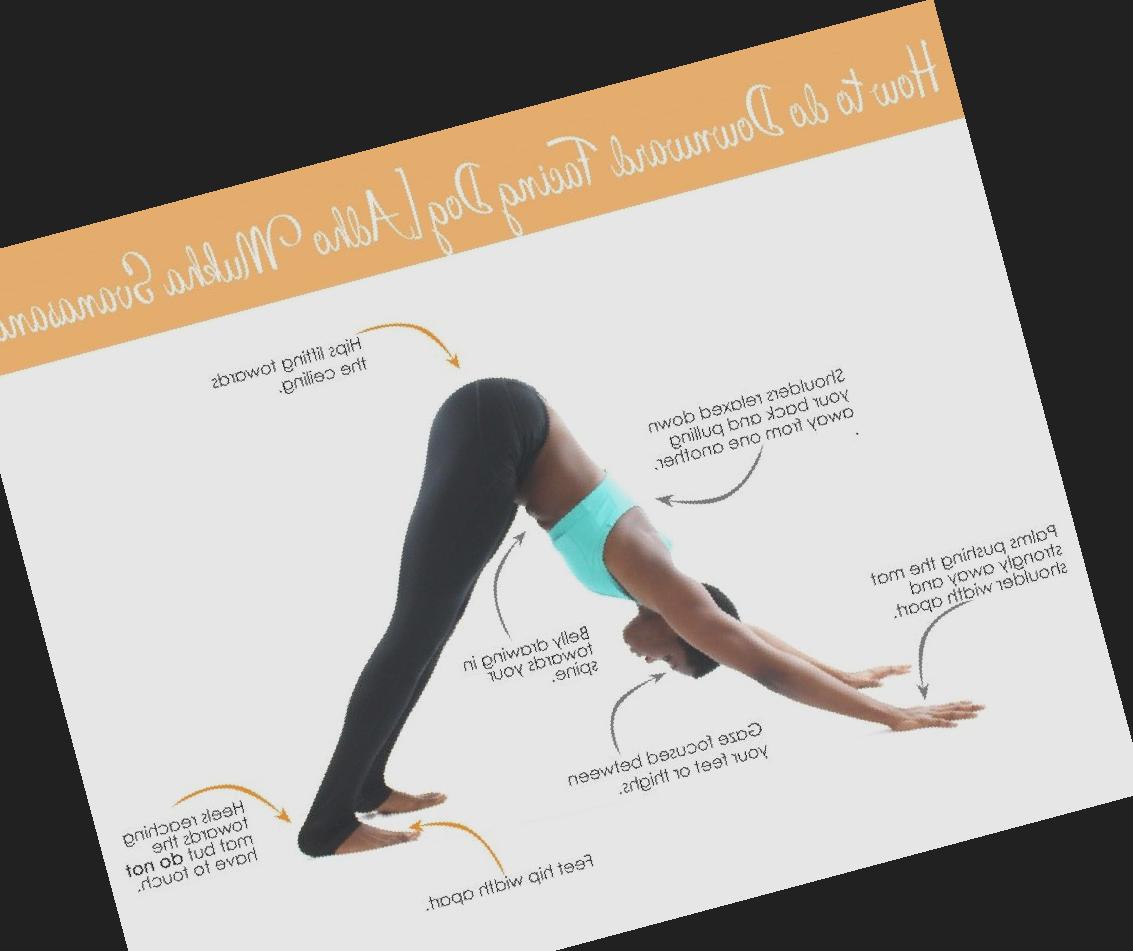 How to do Downward Facing Dog [Adho Mukha Svanasana
Hips lifting towards
the ceiling.
Shoulders relaxed down
your back and pulling
away from one another.
.
Palms pushing the mat
strongly away and
shoulder width apart.
Belly drawing in
towards your
spine.
Gaze focused between
your feet or thighs.
Heels reaching
towards the
mat but do not
have to touch.
Feet hip width apart.